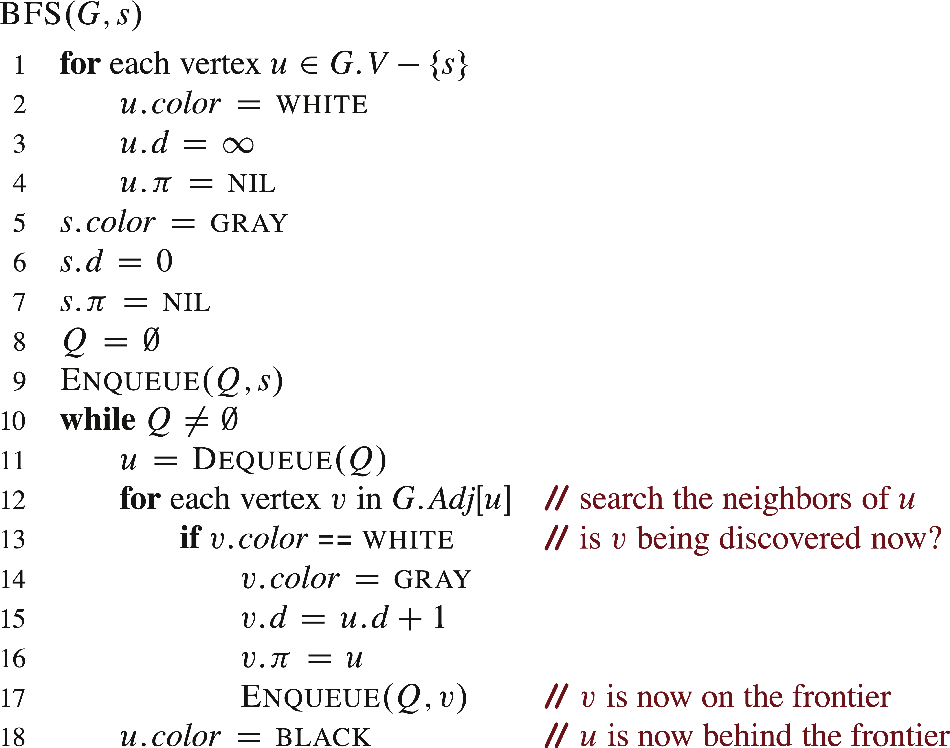 BFS(G, s)
1 for each vertex u ∈ G.V − {s}
2 u.color = WHITE
3 u.d = ∞
4 u.π = NIL
5 s.color = GRAY
6 s.d = 0
7 s.π = NIL
8 Q = ∅
9 ENQUEUE(Q, s)
10 while Q ≠ ∅
11 u = DEQUEUE(Q)
12 for each vertex v in G.Adj[u] // search the neighbors of u
13 if v.color == WHITE // is v being discovered now?
14 v.color = GRAY
15 v.d = u.d + 1
16 v.π = u
17 ENQUEUE(Q, v) // v is now on the frontier
18 u.color = BLACK // u is now behind the frontier